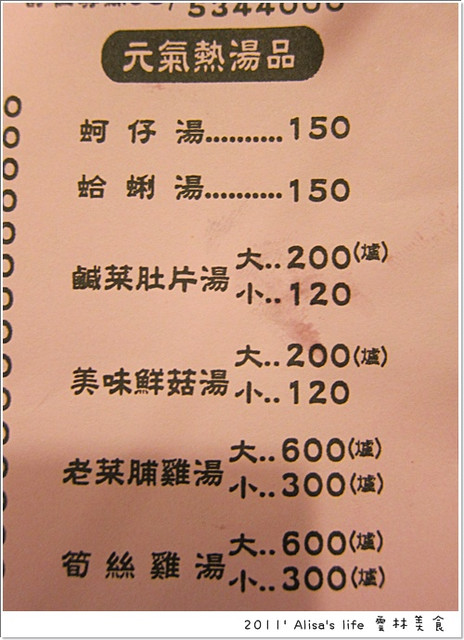 5344000
元氣熱湯品
蚵仔湯..........150
蛤蜊湯..........150
鹹菜肚片湯 大..200(爐)
小..120
美味鮮菇湯 大..200(爐)
小..120
老菜脯雞湯 大..600(爐)
小..300(爐)
筍絲雞湯 大..600(爐)
小..300(爐)
2011' Alisa's life 雲林美食